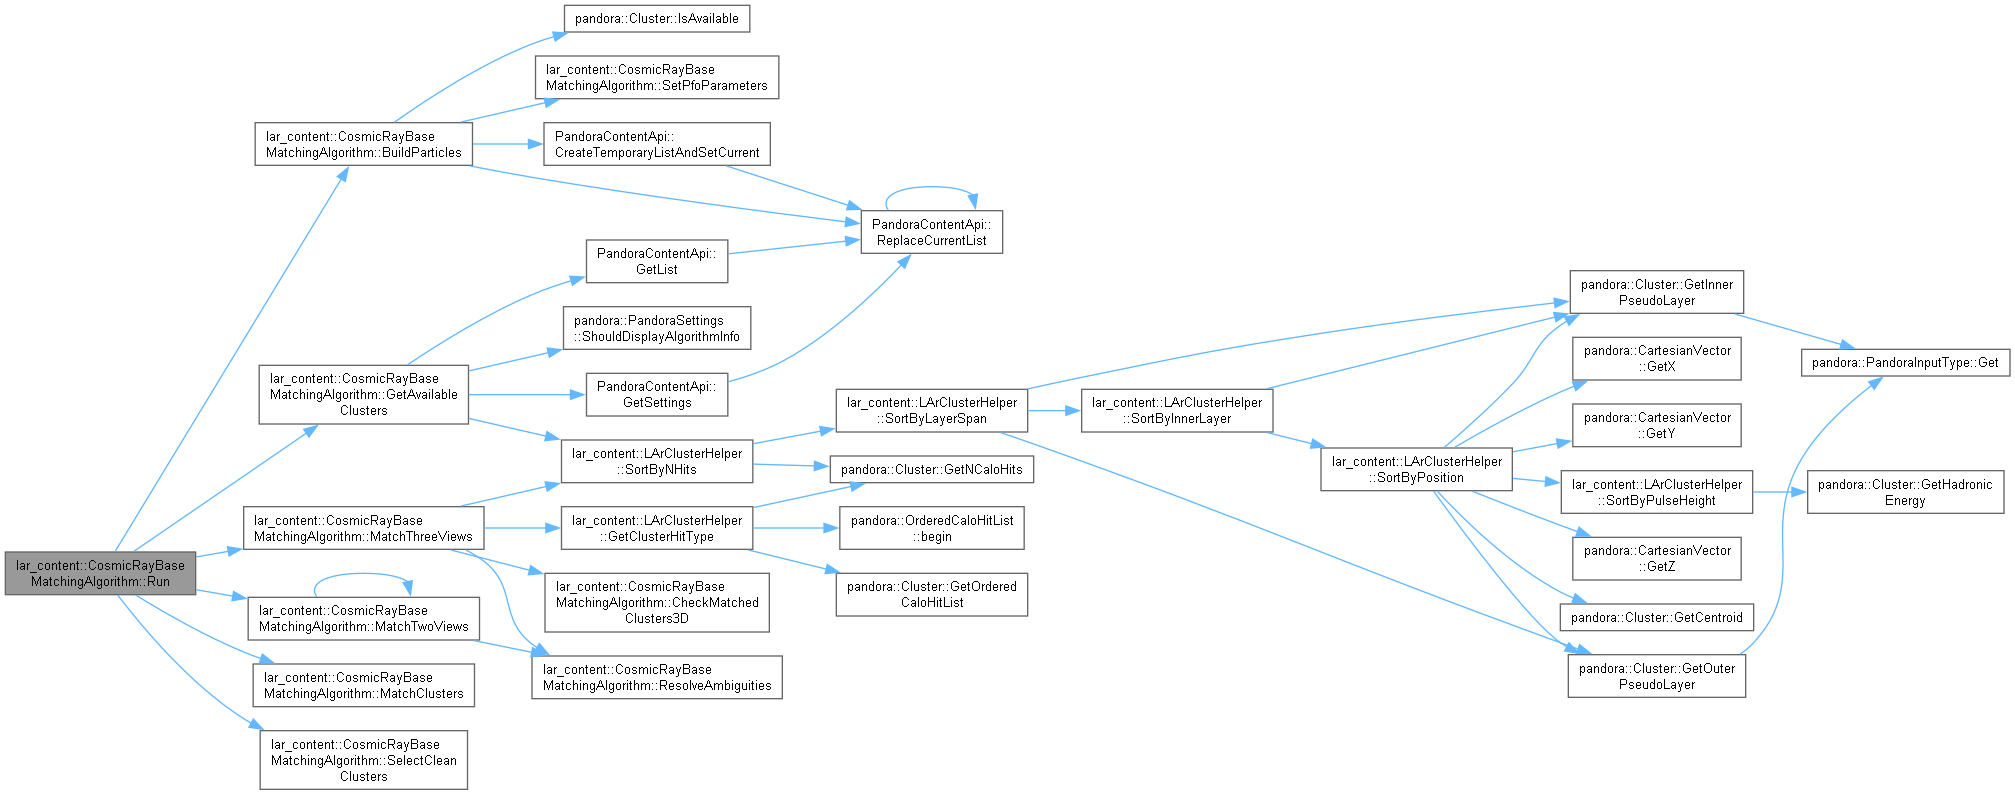 lar_content::CosmicRayBase
MatchingAlgorithm::Run
lar_content::CosmicRayBase
MatchingAlgorithm::BuildParticles
pandora::Cluster::IsAvailable
lar_content::CosmicRayBase
MatchingAlgorithm::SetPfoParameters
PandoraContentApi::
CreateTemporaryListAndSetCurrent
PandoraContentApi::
ReplaceCurrentList
lar_content::CosmicRayBase
MatchingAlgorithm::GetAvailable
Clusters
PandoraContentApi::
GetList
pandora::PandoraSettings
::ShouldDisplayAlgorithmInfo
PandoraContentApi::
GetSettings
lar_content::LArClusterHelper
::SortByNHits
lar_content::LArClusterHelper
::SortByLayerSpan
pandora::Cluster::GetNCaloHits
lar_content::LArClusterHelper
::SortByInnerLayer
lar_content::LArClusterHelper
::SortByPosition
pandora::Cluster::GetInner
PseudoLayer
pandora::CartesianVector
::GetX
pandora::CartesianVector
::GetY
lar_content::LArClusterHelper
::SortByPulseHeight
pandora::CartesianVector
::GetZ
pandora::Cluster::GetCentroid
pandora::Cluster::GetOuter
PseudoLayer
pandora::PandoraInputType::Get
pandora::Cluster::GetHadronic
Energy
lar_content::CosmicRayBase
MatchingAlgorithm::MatchThreeViews
lar_content::LArClusterHelper
::GetClusterHitType
pandora::OrderedCaloHitList
::begin
pandora::Cluster::GetOrdered
CaloHitList
lar_content::CosmicRayBase
MatchingAlgorithm::CheckMatched
Clusters3D
lar_content::CosmicRayBase
MatchingAlgorithm::MatchTwoViews
lar_content::CosmicRayBase
MatchingAlgorithm::ResolveAmbiguities
lar_content::CosmicRayBase
MatchingAlgorithm::MatchClusters
lar_content::CosmicRayBase
MatchingAlgorithm::SelectClean
Clusters